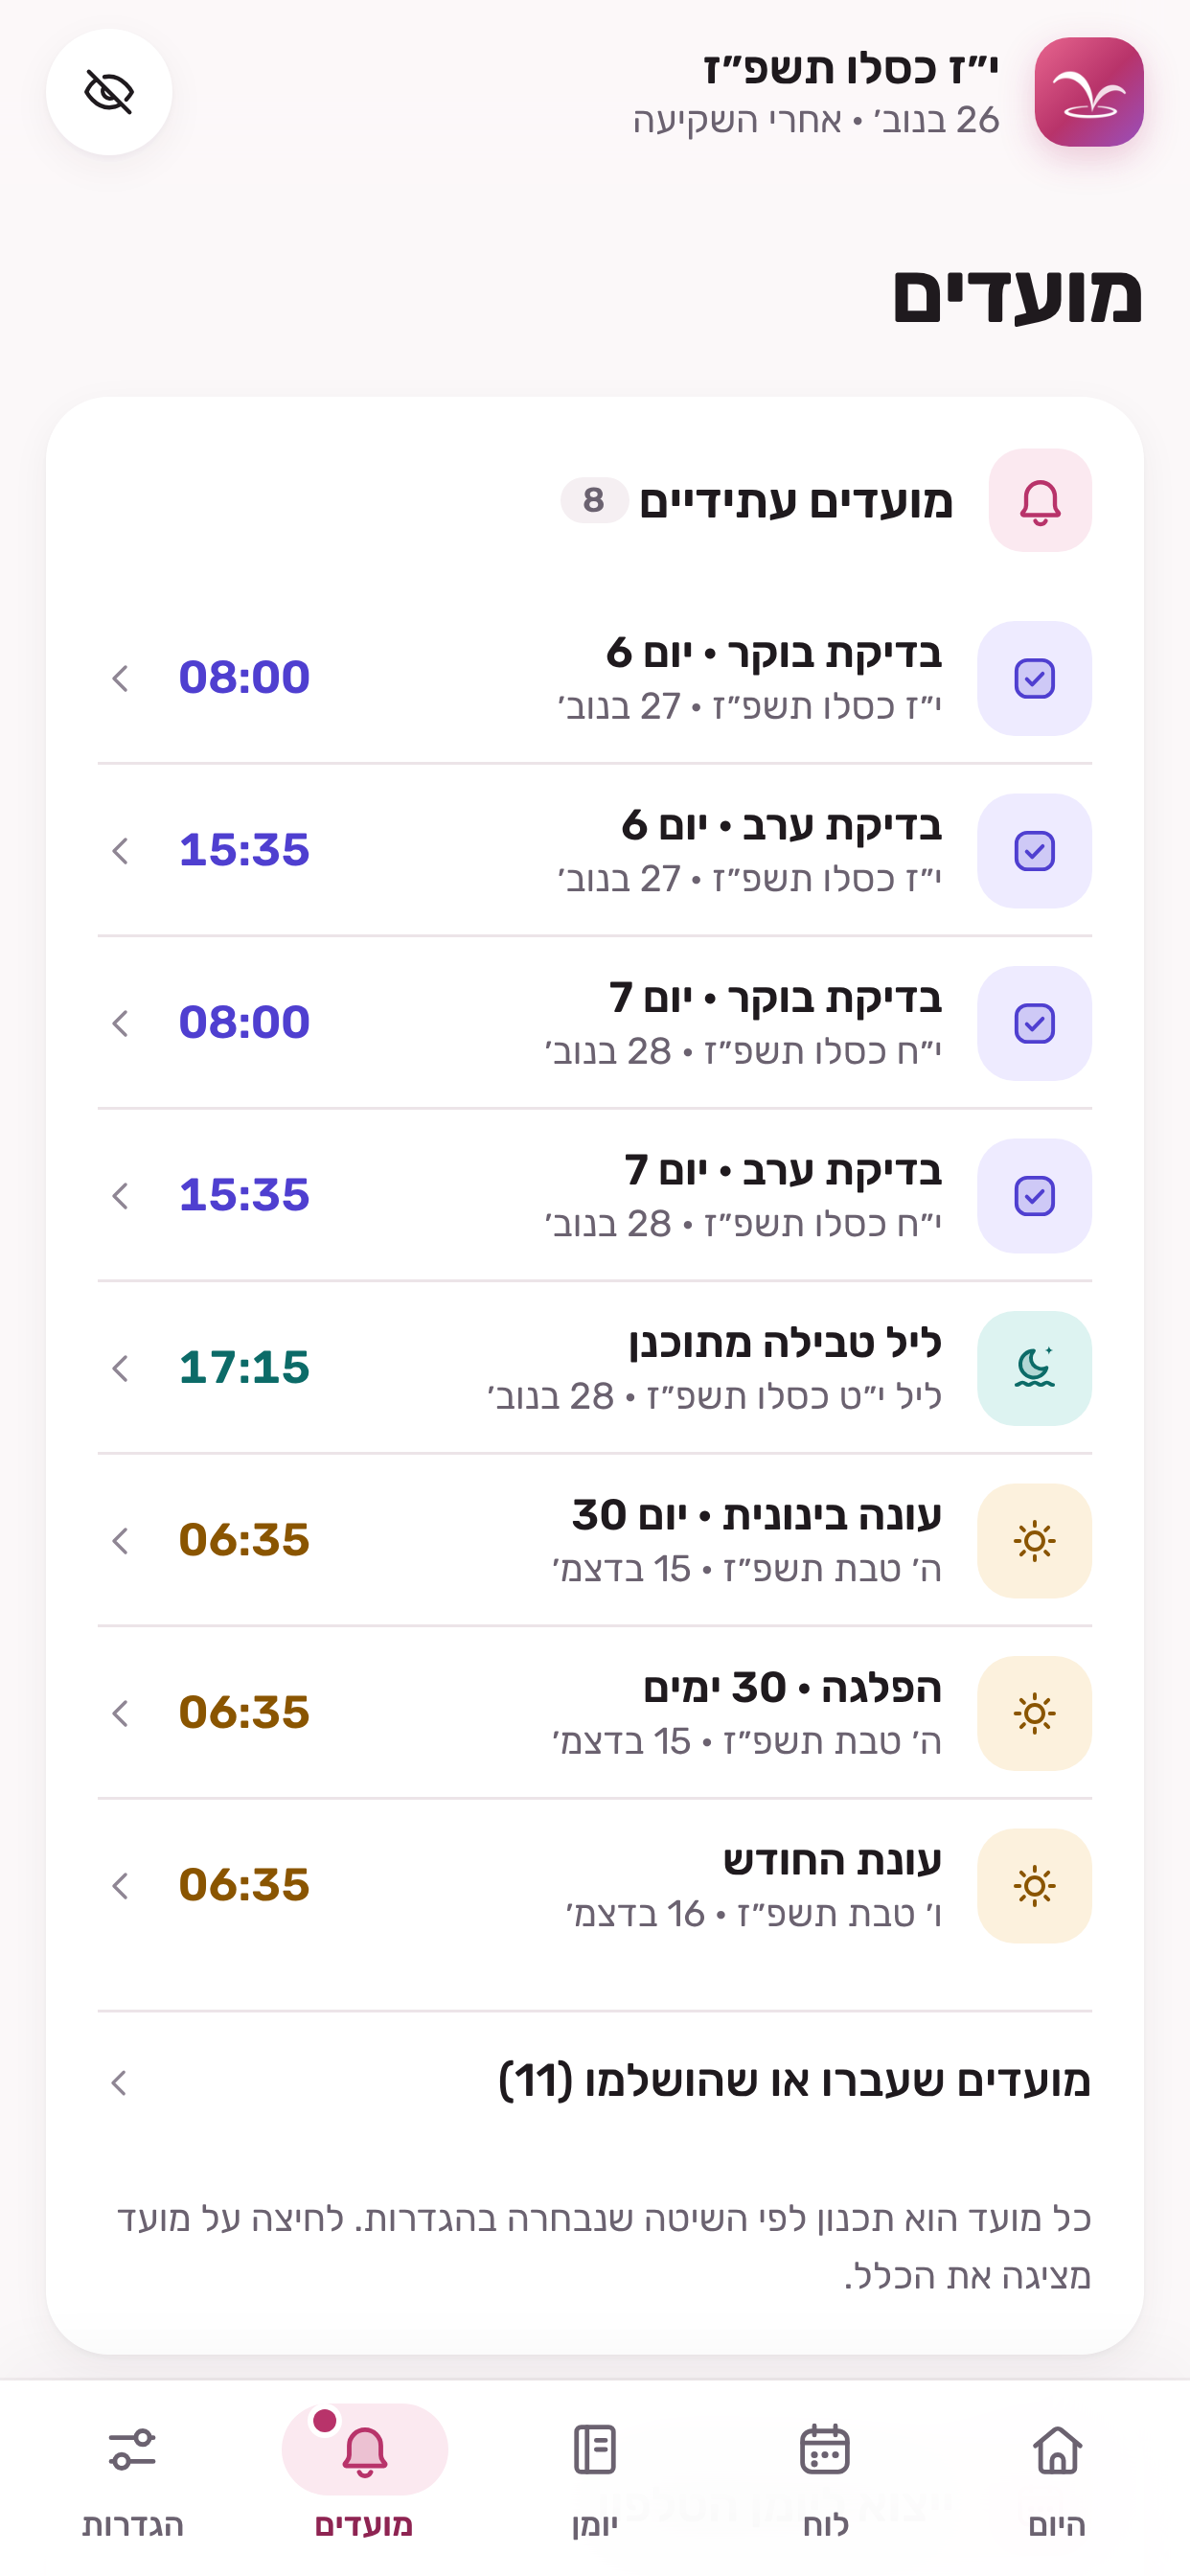 י״ז כסלו תשפ״ז
26 בנוב׳ • אחרי השקיעה
מועדים
מועדים עתידיים 8
בדיקת בוקר • יום 6
י״ז כסלו תשפ״ז • 27 בנוב׳
08:00
בדיקת ערב • יום 6
י״ז כסלו תשפ״ז • 27 בנוב׳
15:35
בדיקת בוקר • יום 7
י״ח כסלו תשפ״ז • 28 בנוב׳
08:00
בדיקת ערב • יום 7
י״ח כסלו תשפ״ז • 28 בנוב׳
15:35
ליל טבילה מתוכנן
ליל י״ט כסלו תשפ״ז • 28 בנוב׳
17:15
עונה בינונית • יום 30
ה׳ טבת תשפ״ז • 15 בדצמ׳
06:35
הפלגה • 30 ימים
ה׳ טבת תשפ״ז • 15 בדצמ׳
06:35
עונת החודש
ו׳ טבת תשפ״ז • 16 בדצמ׳
06:35
מועדים שעברו או שהושלמו (11)
כל מועד הוא תכנון לפי השיטה שנבחרה בהגדרות. לחיצה על מועד
מציגה את הכלל.
היום
לוח
יומן
מועדים
הגדרות